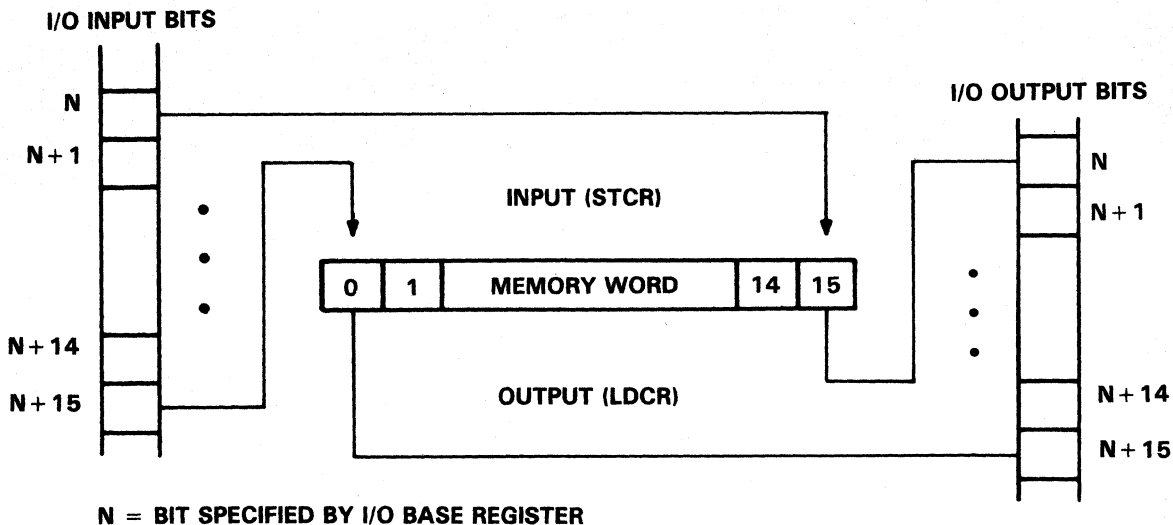 I/O INPUT BITS
N
N + 1
N + 14
N + 15
INPUT (STCR)
0 1 MEMORY WORD 14 15
OUTPUT (LDCR)
I/O OUTPUT BITS
N
N + 1
N + 14
N + 15
N = BIT SPECIFIED BY I/O BASE REGISTER